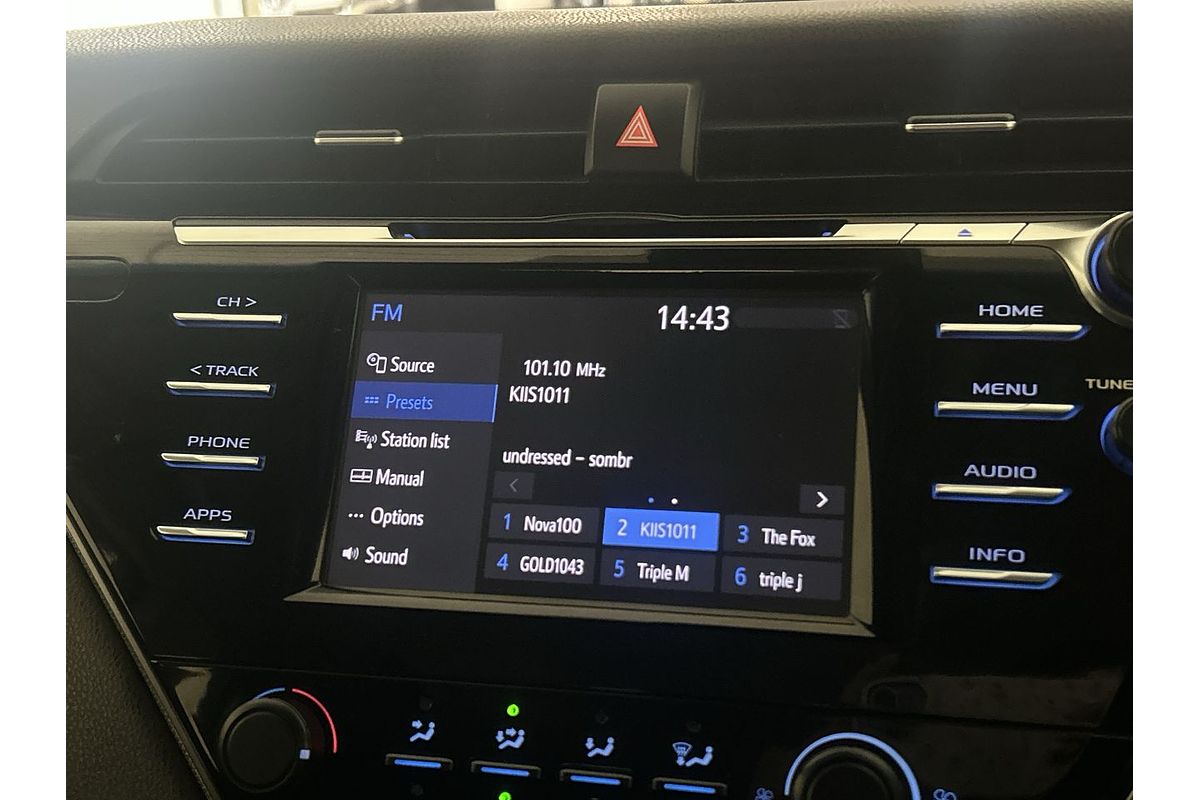 CH >
< TRACK
PHONE
APPS
FM
14:43
Source
Presets
Station list
Manual
Options
Sound
101.10 MHz
KIIS1011
undressed – sombr
<
>
1 Nova100
2 KIIS1011
3 The Fox
4 GOLD1043
5 Triple M
6 triple j
HOME
MENU
AUDIO
INFO
TUNE